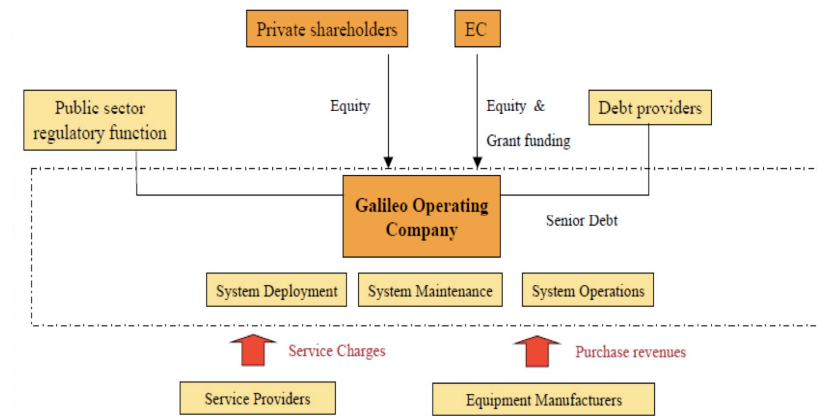 Private shareholders
EC
Public sector
regulatory function
Equity
Equity &
Grant funding
Debt providers
Galileo Operating
Company
Senior Debt
System Deployment
System Maintenance
System Operations
Service Charges
Purchase revenues
Service Providers
Equipment Manufacturers